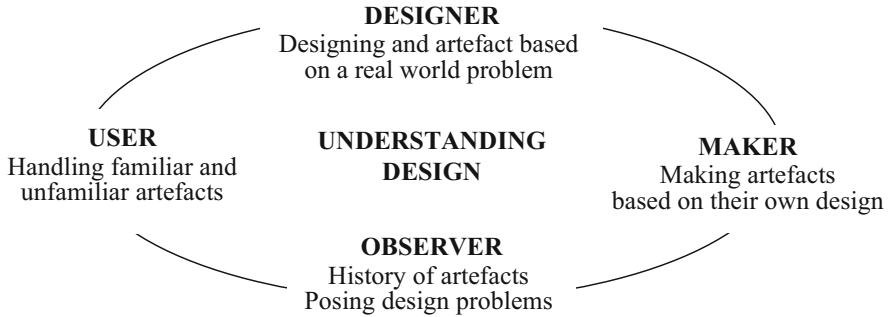 DESIGNER
Designing and artefact based
on a real world problem
USER
Handling familiar and
unfamiliar artefacts
UNDERSTANDING
DESIGN
MAKER
Making artefacts
based on their own design
OBSERVER
History of artefacts
Posing design problems